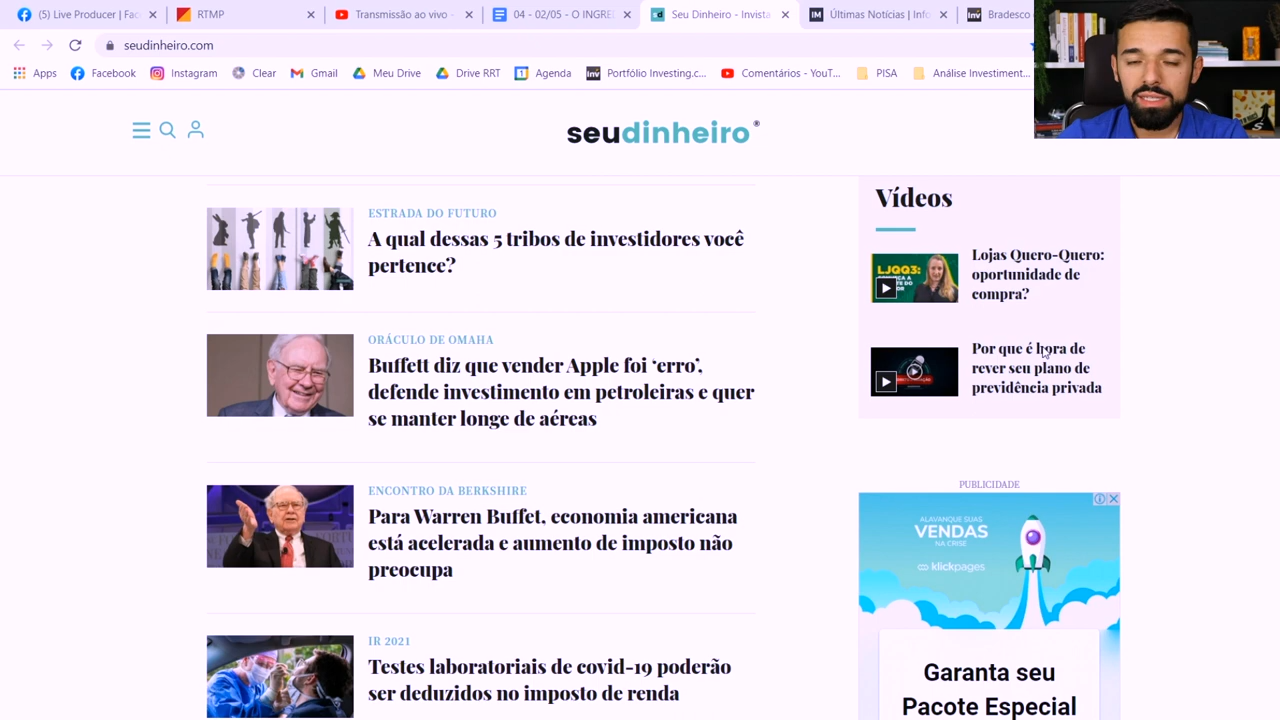 (5) Live Producer | Fac
RTMP
Transmissão ao vivo -
04 - 02/05 - O INGRE
Seu Dinheiro - Invista
Últimas Notícias | Info
Bradesco
seudinheiro.com
Apps
Facebook
Instagram
Clear
Gmail
Meu Drive
Drive RRT
Agenda
Portfólio Investing.c...
Comentários - YouT...
PISA
Análise Investiment...
seudinheiro®
Vídeos
ESTRADA DO FUTURO
A qual dessas 5 tribos de investidores você
pertence?
LJQQ3:
Lojas Quero-Quero:
oportunidade de
compra?
ORÁCULO DE OMAHA
Buffett diz que vender Apple foi ‘erro’,
defende investimento em petroleiras e quer
se manter longe de aéreas
Por que é hora de
rever seu plano de
previdência privada
ENCONTRO DA BERKSHIRE
Para Warren Buffet, economia americana
está acelerada e aumento de imposto não
preocupa
PUBLICIDADE
ALAVANQUE SUAS
VENDAS
NA CRISE
klickpages
IR 2021
Testes laboratoriais de covid-19 poderão
ser deduzidos no imposto de renda
Garanta seu
Pacote Especial